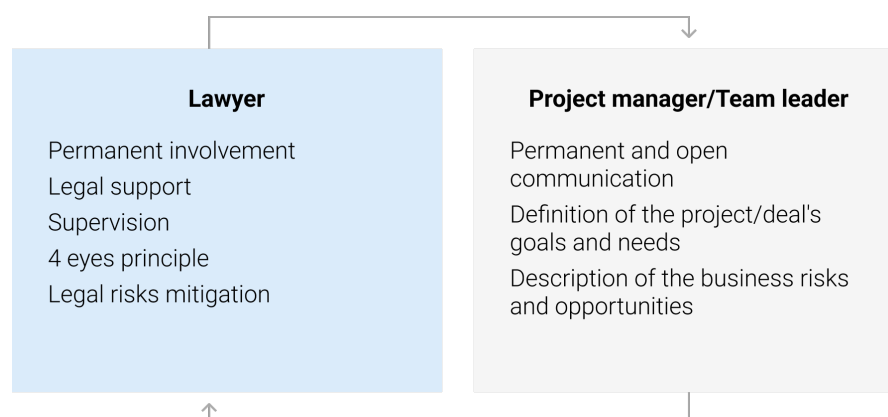 Lawyer
Permanent involvement
Legal support
Supervision
4 eyes principle
Legal risks mitigation
Project manager/Team leader
Permanent and open
communication
Definition of the project/deal's
goals and needs
Description of the business risks
and opportunities